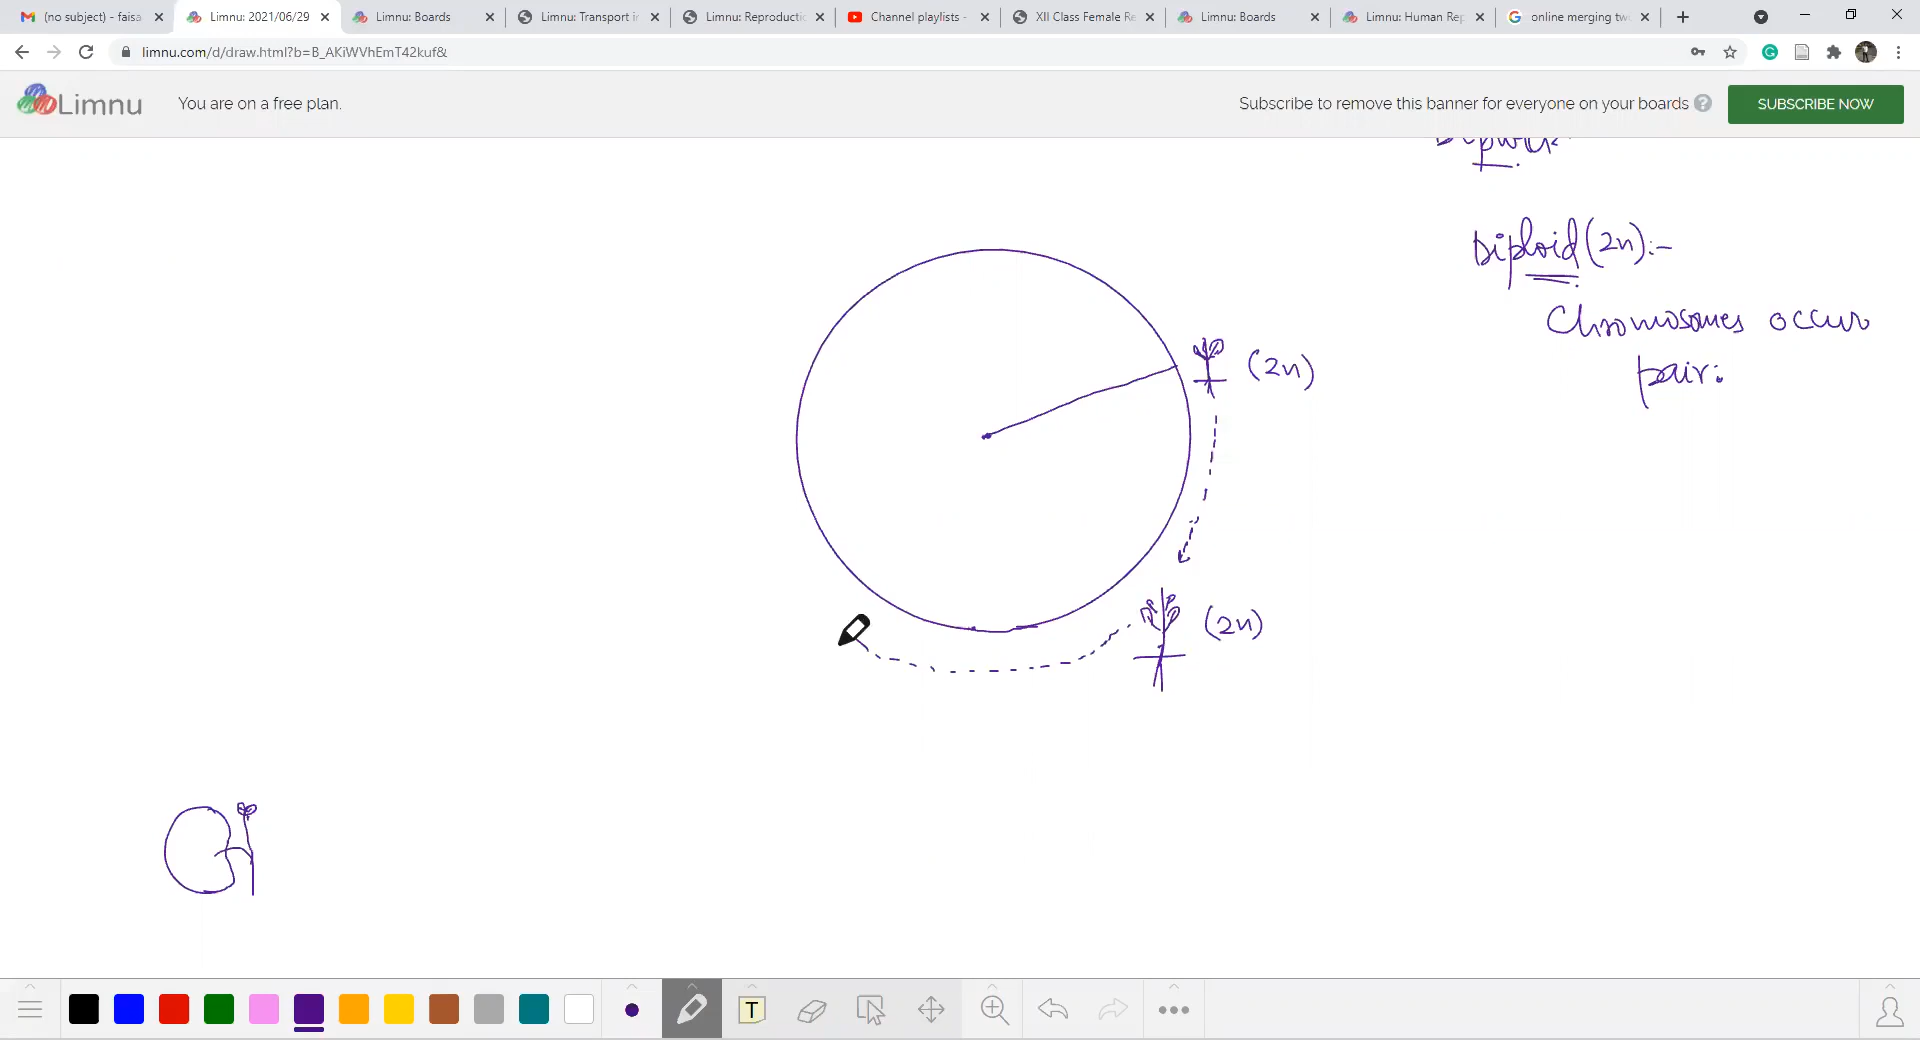 (no subject) - faisa
Limnu: 2021/06/29
Limnu: Boards
Limnu: Transport in
Limnu: Reproducti
Channel playlists -
XII Class Female Re
Limnu: Boards
Limnu: Human Rep
online merging tw
limnu.com/d/draw.html?b=B_AKiWVhEmT42kuf&
Limnu
You are on a free plan.
Subscribe to remove this banner for everyone on your boards ?
SUBSCRIBE NOW
Diploid (2n):-
Chromosomes occur
pair:
(2n)
(2n)
T